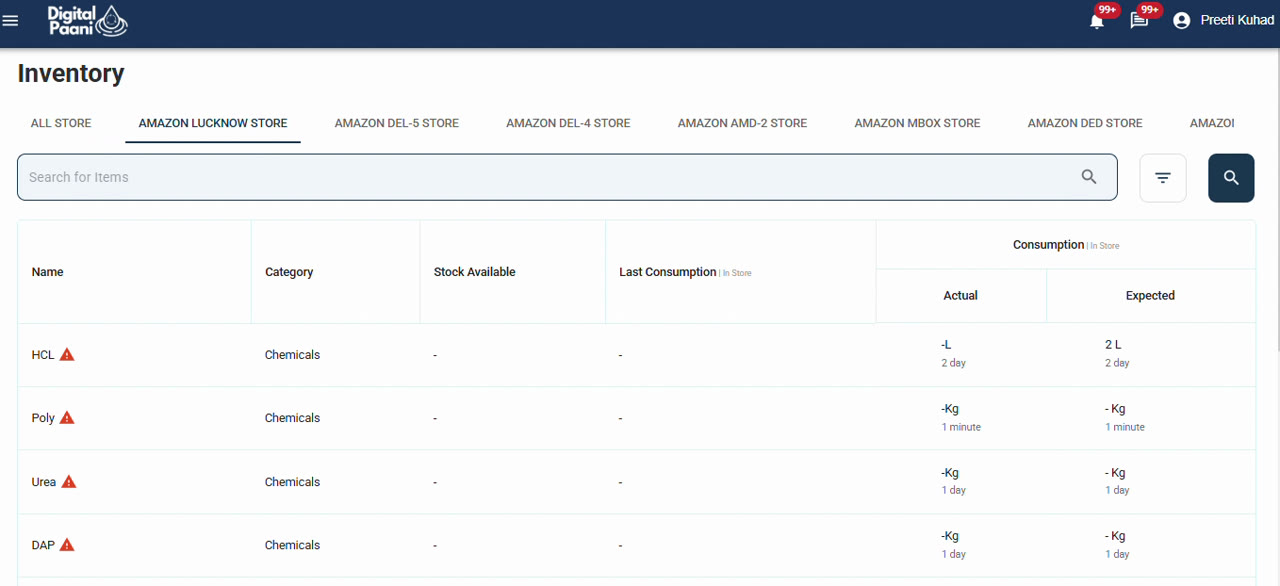 Digital
Paani
99+
99+
Preeti Kuhad
Inventory
ALL STORE
AMAZON LUCKNOW STORE
AMAZON DEL-5 STORE
AMAZON DEL-4 STORE
AMAZON AMD-2 STORE
AMAZON MBOX STORE
AMAZON DED STORE
AMAZOI
Search for Items
Name
Category
Stock Available
Last Consumption | In Store
Consumption | In Store
Actual
Expected
HCL
Chemicals
-
-
-L
2 day
2 L
2 day
Poly
Chemicals
-
-
-Kg
1 minute
- Kg
1 minute
Urea
Chemicals
-
-
-Kg
1 day
- Kg
1 day
DAP
Chemicals
-
-
-Kg
1 day
- Kg
1 day